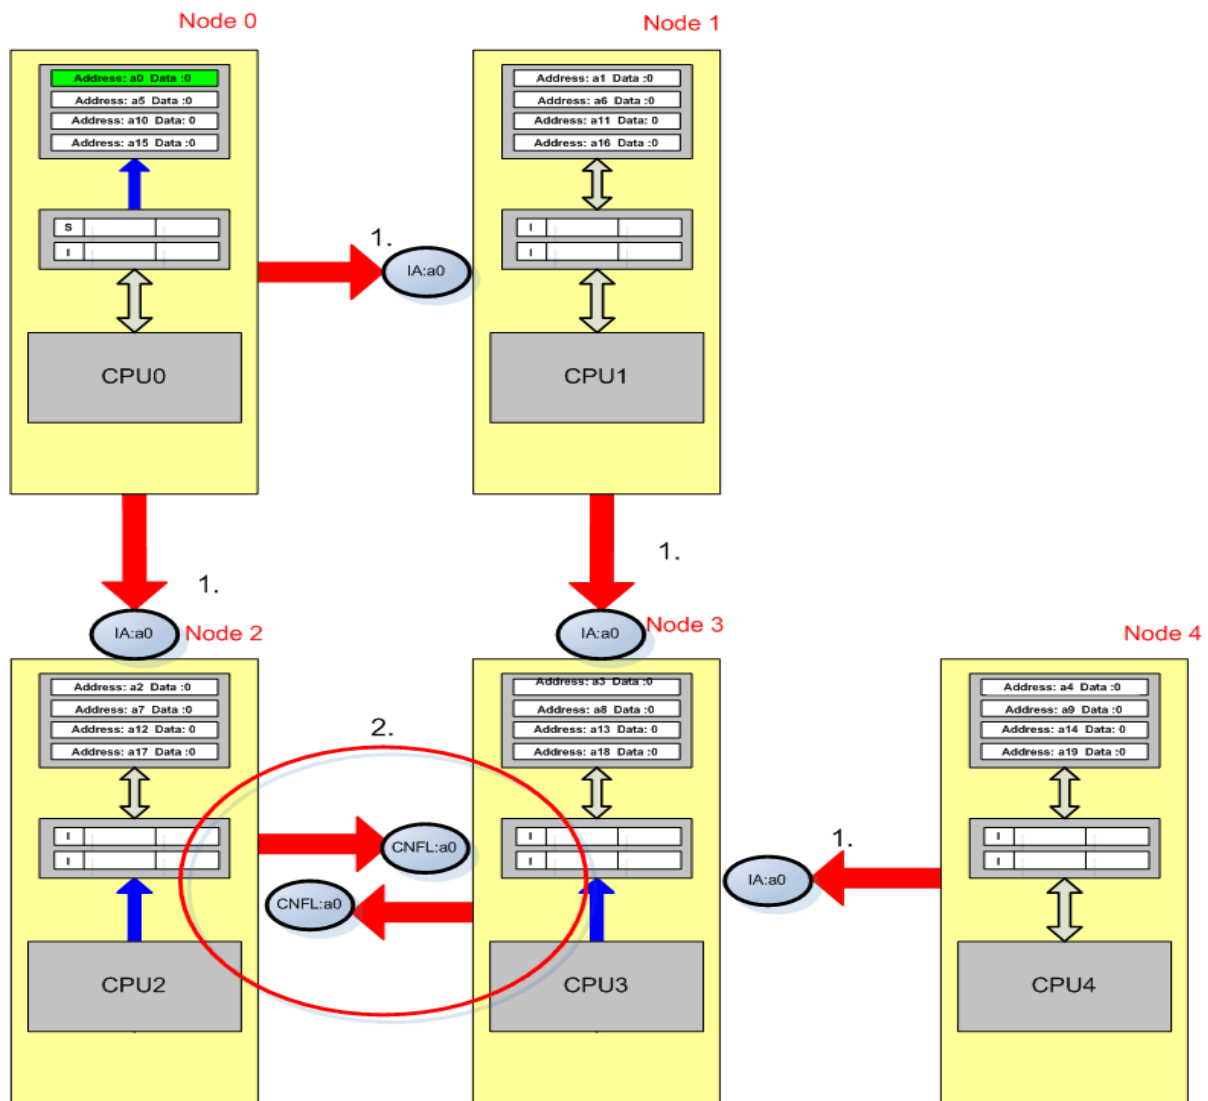 Node 0
Address: a0 Data :0
Address: a5 Data :0
Address: a10 Data: 0
Address: a15 Data :0
S
I
CPU0
Node 1
Address: a1 Data :0
Address: a6 Data :0
Address: a11 Data: 0
Address: a16 Data :0
I
I
CPU1
1.
IA:a0
1.
IA:a0
1.
IA:a0
Node 2
Address: a2 Data :0
Address: a7 Data :0
Address: a12 Data: 0
Address: a17 Data :0
I
I
CPU2
2.
CNFL:a0
CNFL:a0
Node 3
Address: a3 Data :0
Address: a8 Data :0
Address: a13 Data: 0
Address: a18 Data :0
I
I
CPU3
1.
IA:a0
Node 4
Address: a4 Data :0
Address: a9 Data :0
Address: a14 Data: 0
Address: a19 Data :0
I
I
CPU4